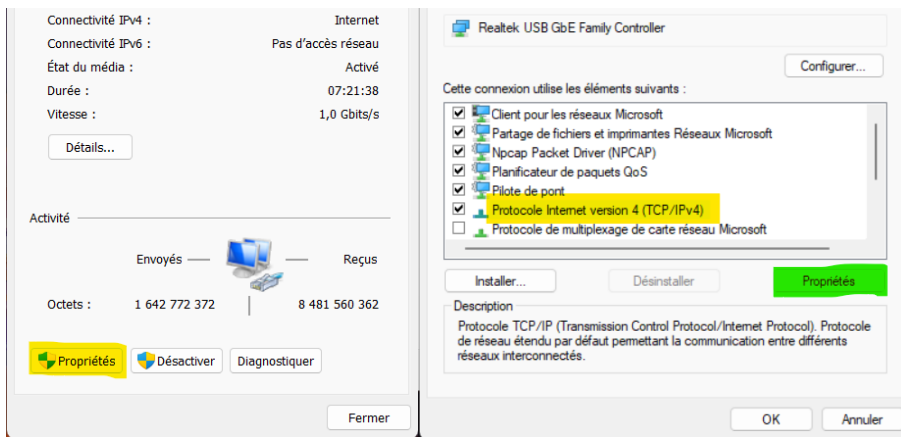 Connectivité IPv4 : Internet
Connectivité IPv6 : Pas d'accès réseau
État du média : Activé
Durée : 07:21:38
Vitesse : 1,0 Gbits/s
Détails...
Activité
Envoyés — — Reçus
Octets : 1 642 772 372 8 481 560 362
Propriétés Désactiver Diagnostiquer
Fermer
Realtek USB GbE Family Controller
Configurer...
Cette connexion utilise les éléments suivants :
Client pour les réseaux Microsoft
Partage de fichiers et imprimantes Réseaux Microsoft
Npcap Packet Driver (NPCAP)
Planificateur de paquets QoS
Pilote de pont
Protocole Internet version 4 (TCP/IPv4)
Protocole de multiplexage de carte réseau Microsoft
Installer... Désinstaller Propriétés
Description
Protocole TCP/IP (Transmission Control Protocol/Internet Protocol). Protocole
de réseau étendu par défaut permettant la communication entre différents
réseaux interconnectés.
OK Annuler